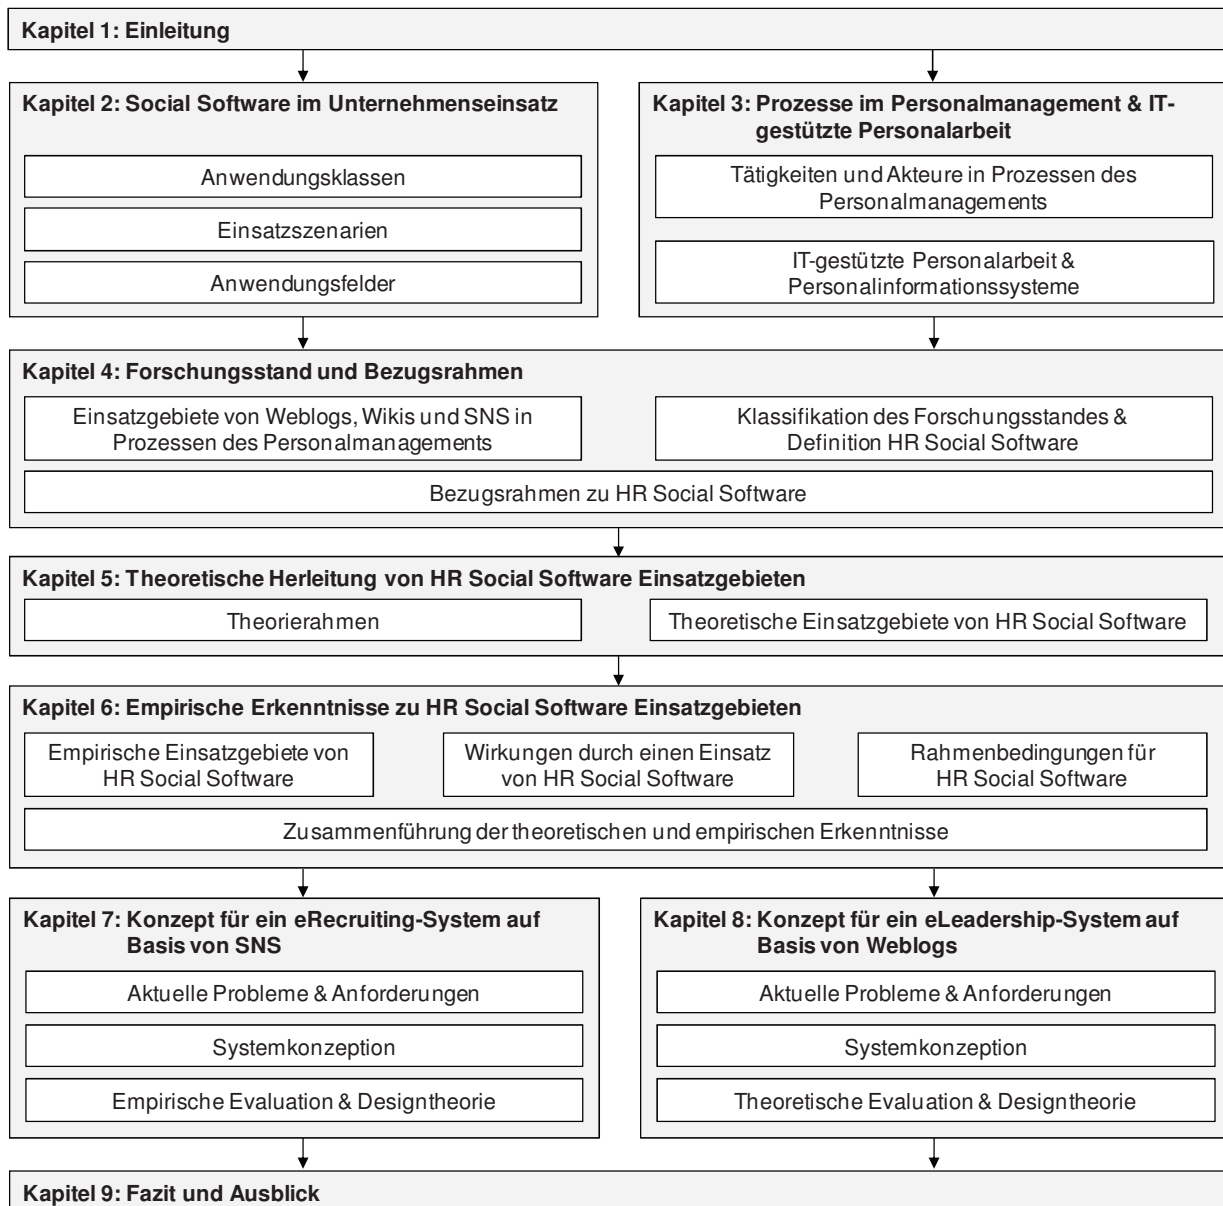 Kapitel 1: Einleitung
Kapitel 2: Social Software im Unternehmenseinsatz
Anwendungsklassen
Einsatzszenarien
Anwendungsfelder
Kapitel 3: Prozesse im Personalmanagement & IT-
gestützte Personalarbeit
Tätigkeiten und Akteure in Prozessen des
Personalmanagements
IT-gestützte Personalarbeit &
Personalinformationssysteme
Kapitel 4: Forschungsstand und Bezugsrahmen
Einsatzgebiete von Weblogs, Wikis und SNS in
Prozessen des Personalmanagements
Klassifikation des Forschungsstandes &
Definition HR Social Software
Bezugsrahmen zu HR Social Software
Kapitel 5: Theoretische Herleitung von HR Social Software Einsatzgebieten
Theorierahmen
Theoretische Einsatzgebiete von HR Social Software
Kapitel 6: Empirische Erkenntnisse zu HR Social Software Einsatzgebieten
Empirische Einsatzgebiete von
HR Social Software
Wirkungen durch einen Einsatz
von HR Social Software
Rahmenbedingungen für
HR Social Software
Zusammenführung der theoretischen und empirischen Erkenntnisse
Kapitel 7: Konzept für ein eRecruiting-System auf
Basis von SNS
Aktuelle Probleme & Anforderungen
Systemkonzeption
Empirische Evaluation & Designtheorie
Kapitel 8: Konzept für ein eLeadership-System auf
Basis von Weblogs
Aktuelle Probleme & Anforderungen
Systemkonzeption
Theoretische Evaluation & Designtheorie
Kapitel 9: Fazit und Ausblick